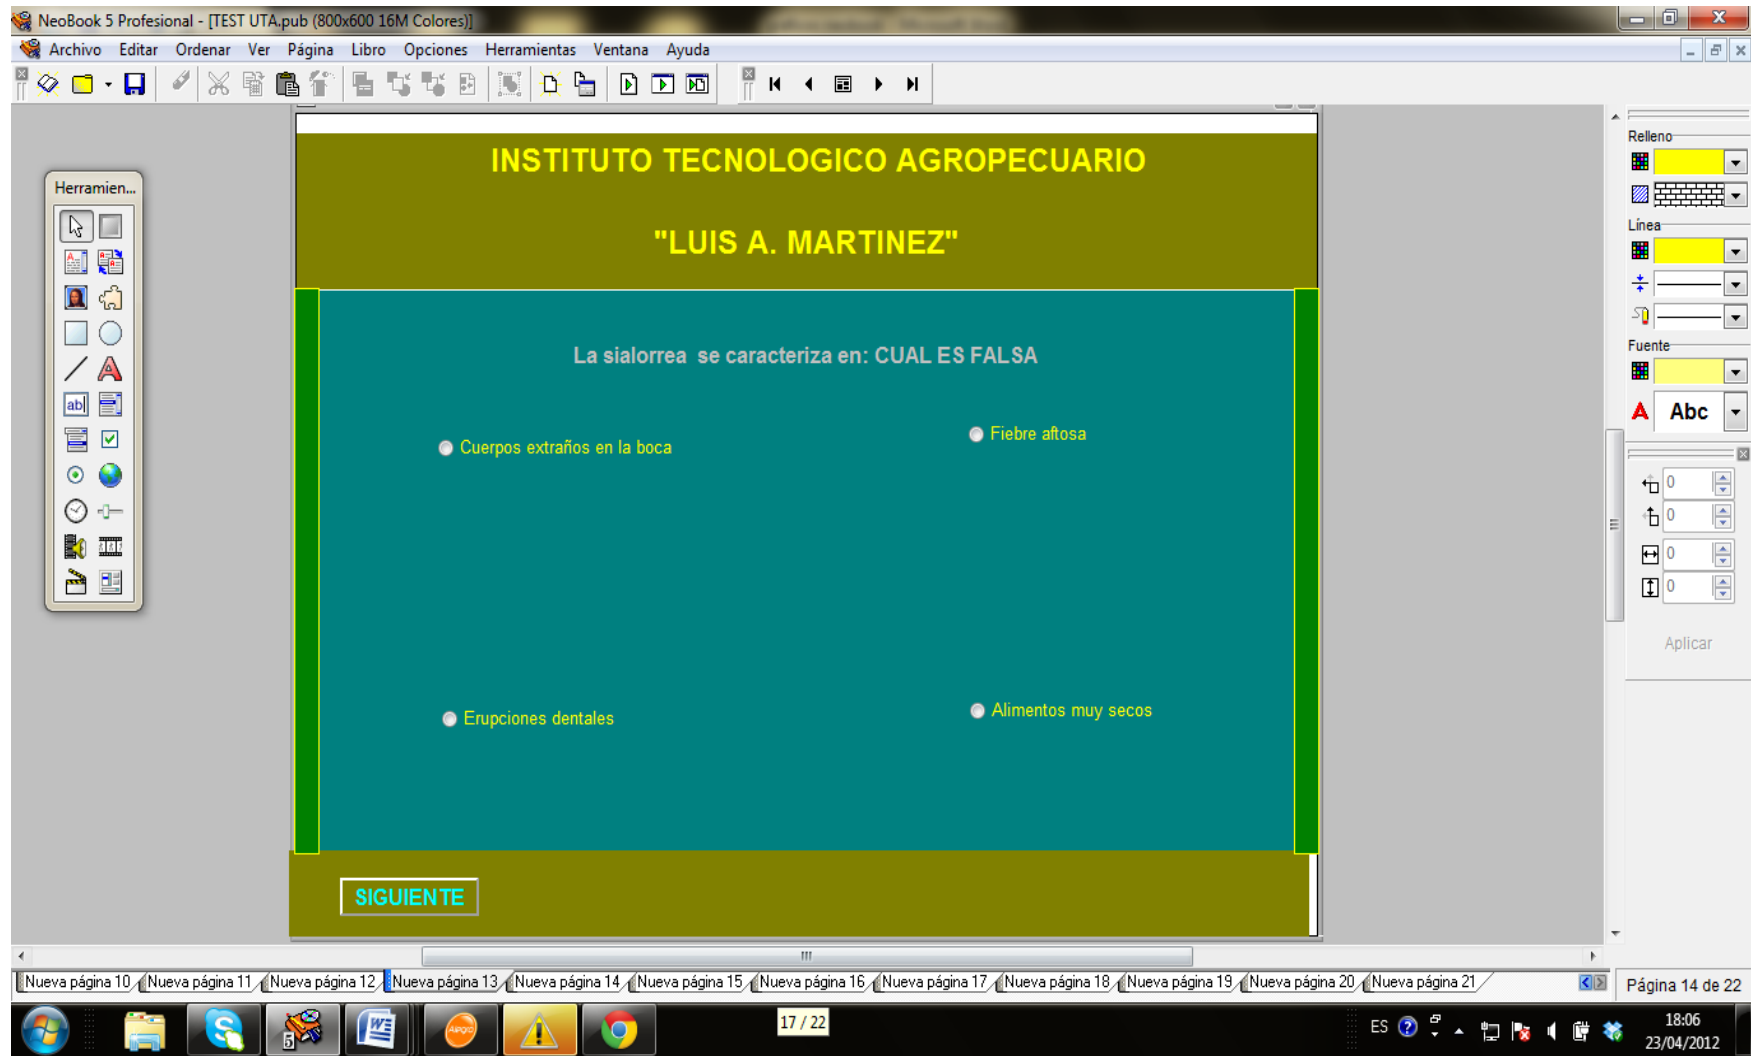 NeoBook 5 Profesional - [TEST UTA.pub (800x600 16M Colores)]
Archivo Editar Ordenar Ver Página Libro Opciones Herramientas Ventana Ayuda
INSTITUTO TECNOLOGICO AGROPECUARIO
"LUIS A. MARTINEZ"
Herramien...
Relleno
Línea
Fuente
Abc
0
0
0
0
Aplicar
La sialorrea se caracteriza en: CUAL ES FALSA
Cuerpos extraños en la boca
Fiebre aftosa
Erupciones dentales
Alimentos muy secos
SIGUIENTE
Nueva página 10 Nueva página 11 Nueva página 12 Nueva página 13 Nueva página 14 Nueva página 15 Nueva página 16 Nueva página 17 Nueva página 18 Nueva página 19 Nueva página 20 Nueva página 21
Página 14 de 22
17 / 22
ES
18:06
23/04/2012